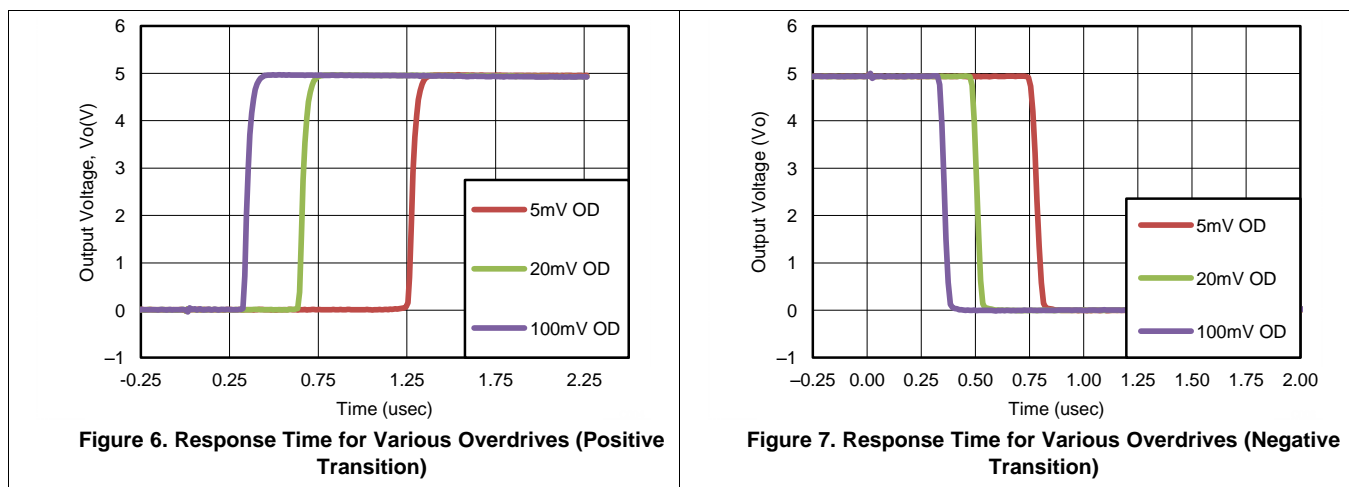 6
5
4
3
2
1
0
–1
Output Voltage, Vo(V)
5mV OD
20mV OD
100mV OD
-0.25 0.25 0.75 1.25 1.75 2.25
Time (usec)
Figure 6. Response Time for Various Overdrives (Positive
Transition)
6
5
4
3
2
1
0
–1
Output Voltage (Vo)
5mV OD
20mV OD
100mV OD
–0.25 0.00 0.25 0.50 0.75 1.00 1.25 1.50 1.75 2.00
Time (usec)
Figure 7. Response Time for Various Overdrives (Negative
Transition)